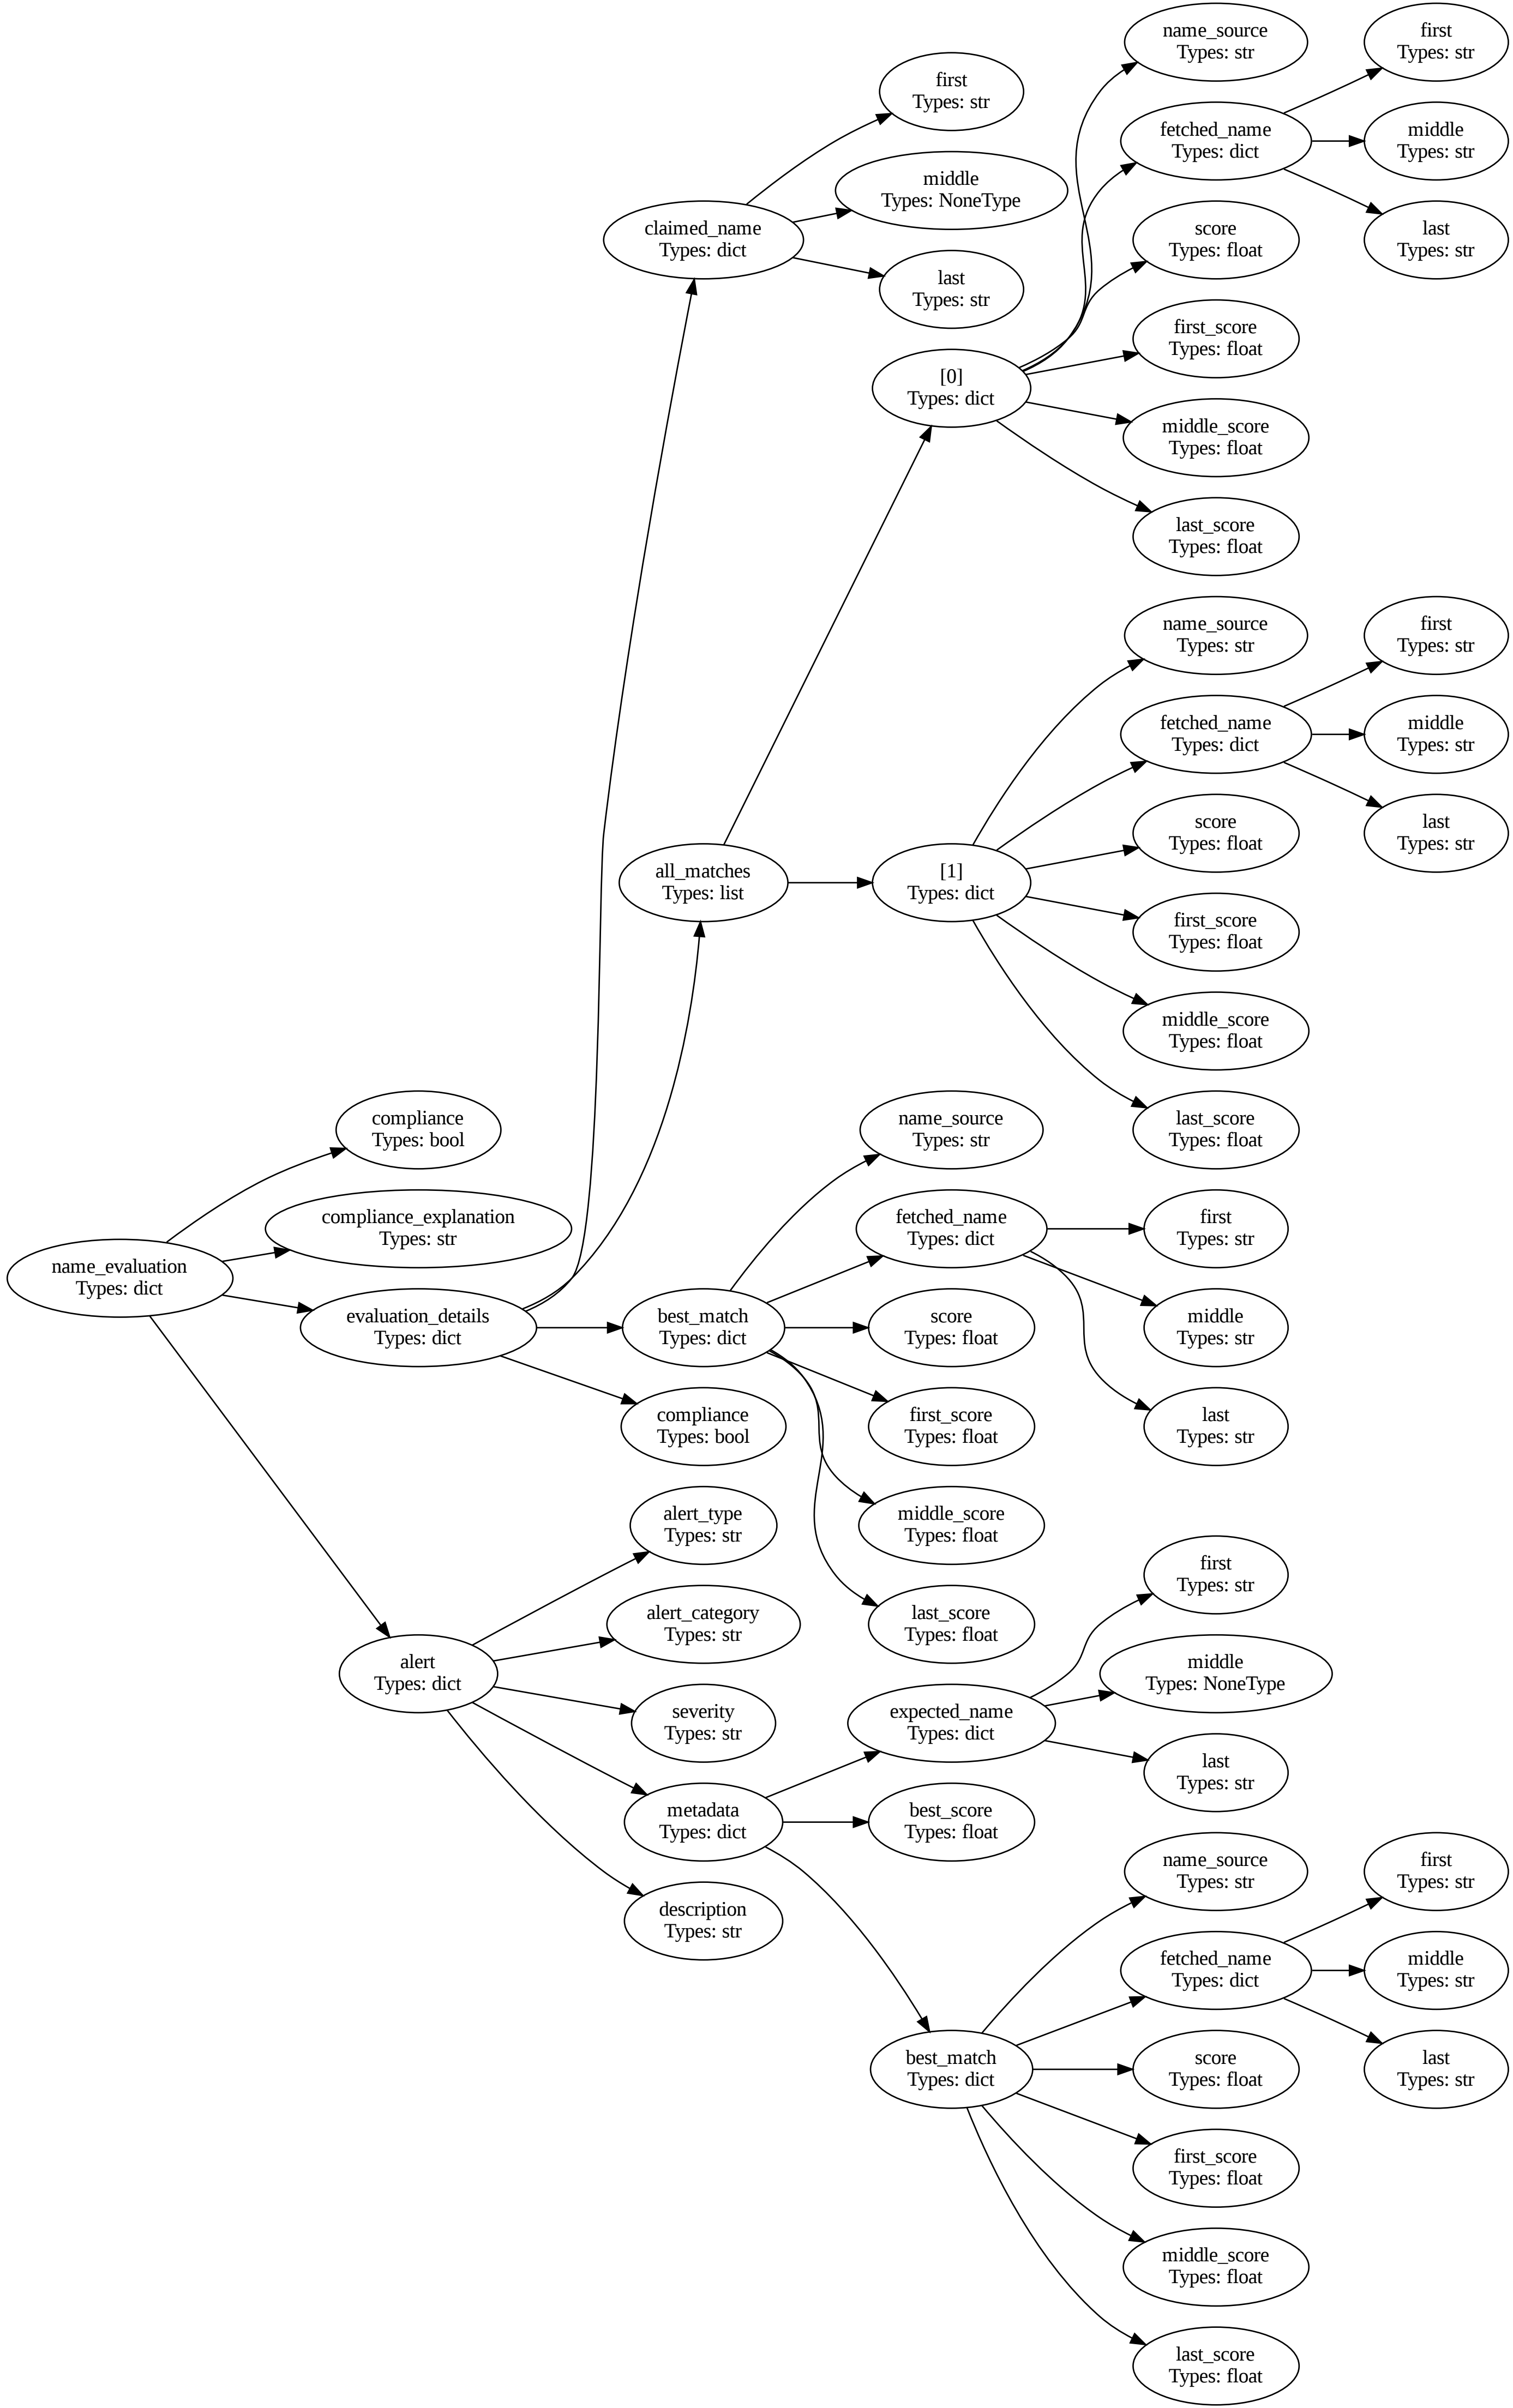 name_evaluation
Types: dict
compliance
Types: bool
compliance_explanation
Types: str
evaluation_details
Types: dict
claimed_name
Types: dict
first
Types: str
middle
Types: NoneType
last
Types: str
all_matches
Types: list
[0]
Types: dict
name_source
Types: str
fetched_name
Types: dict
first
Types: str
middle
Types: str
last
Types: str
score
Types: float
first_score
Types: float
middle_score
Types: float
last_score
Types: float
[1]
Types: dict
name_source
Types: str
fetched_name
Types: dict
first
Types: str
middle
Types: str
last
Types: str
score
Types: float
first_score
Types: float
middle_score
Types: float
last_score
Types: float
best_match
Types: dict
name_source
Types: str
fetched_name
Types: dict
first
Types: str
middle
Types: str
last
Types: str
score
Types: float
first_score
Types: float
middle_score
Types: float
last_score
Types: float
compliance
Types: bool
alert
Types: dict
alert_type
Types: str
alert_category
Types: str
severity
Types: str
metadata
Types: dict
expected_name
Types: dict
first
Types: str
middle
Types: NoneType
last
Types: str
best_score
Types: float
best_match
Types: dict
name_source
Types: str
fetched_name
Types: dict
first
Types: str
middle
Types: str
last
Types: str
score
Types: float
first_score
Types: float
middle_score
Types: float
last_score
Types: float
description
Types: str